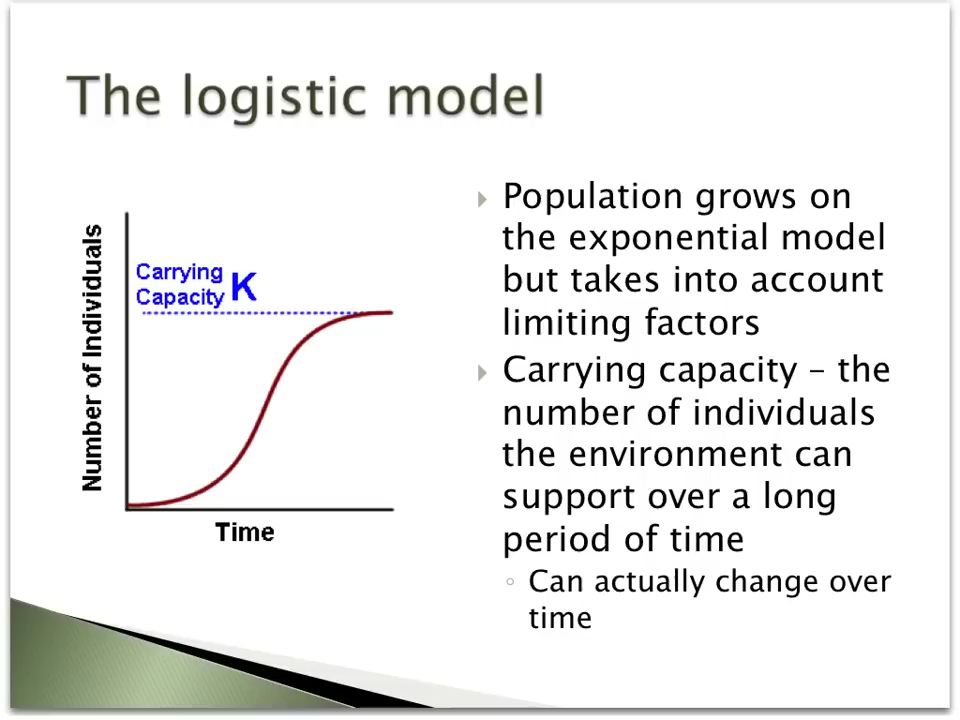 The logistic model
Number of Individuals
Carrying
Capacity K
Time
Population grows on
the exponential model
but takes into account
limiting factors
Carrying capacity – the
number of individuals
the environment can
support over a long
period of time
Can actually change over
time